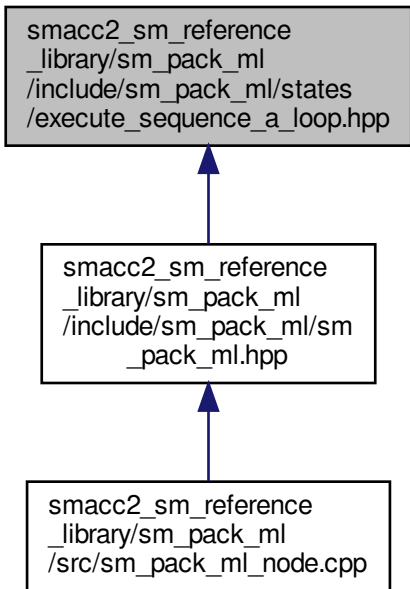 smacc2_sm_reference
_library/sm_pack_ml
/include/sm_pack_ml/states
/execute_sequence_a_loop.hpp
smacc2_sm_reference
_library/sm_pack_ml
/include/sm_pack_ml/sm
_pack_ml.hpp
smacc2_sm_reference
_library/sm_pack_ml
/src/sm_pack_ml_node.cpp